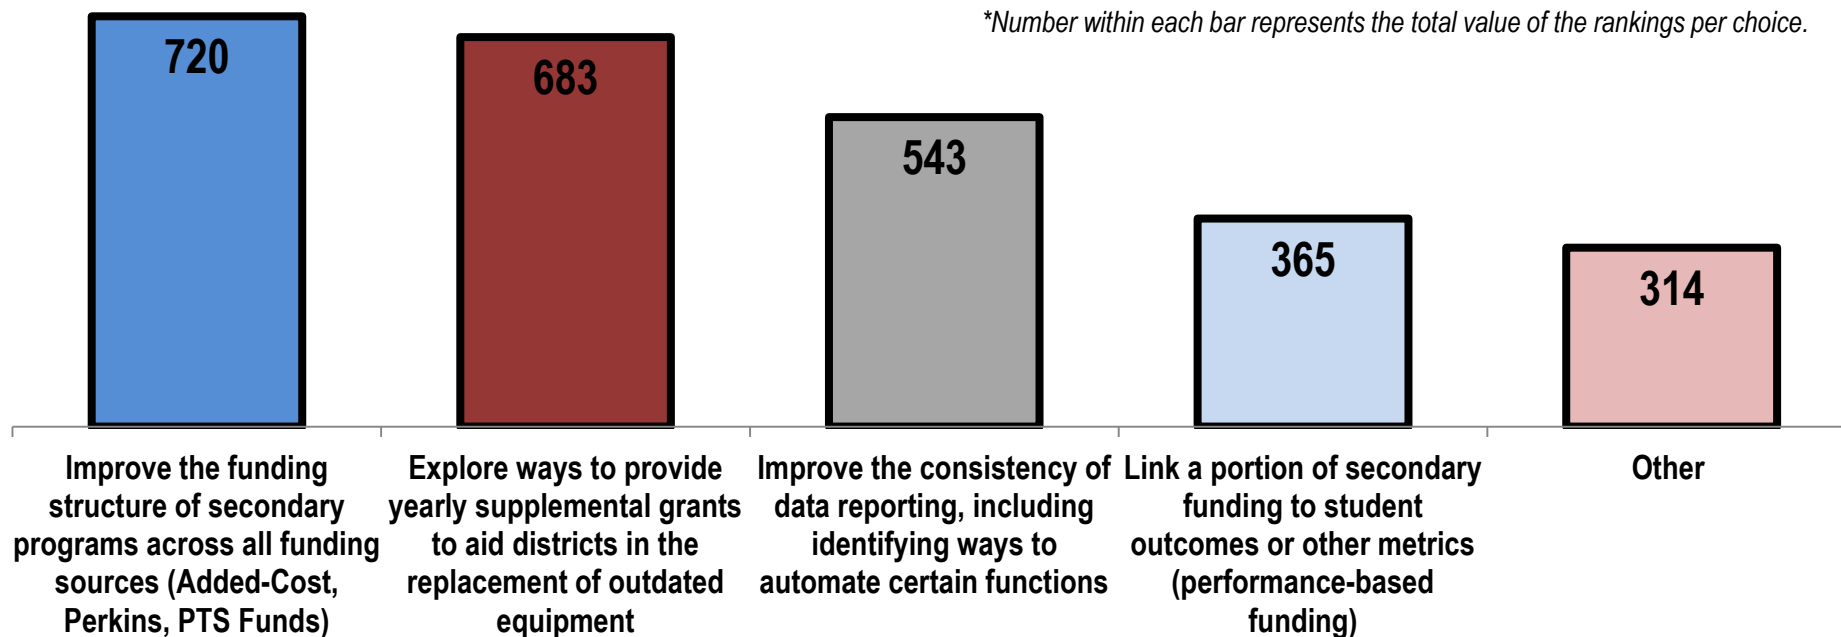 *Number within each bar represents the total value of the rankings per choice.
720
683
543
365
314
Improve the funding
structure of secondary
programs across all funding
sources (Added-Cost,
Perkins, PTS Funds)
Explore ways to provide
yearly supplemental grants
to aid districts in the
replacement of outdated
equipment
Improve the consistency of
data reporting, including
identifying ways to
automate certain functions
Link a portion of secondary
funding to student
outcomes or other metrics
(performance-based
funding)
Other